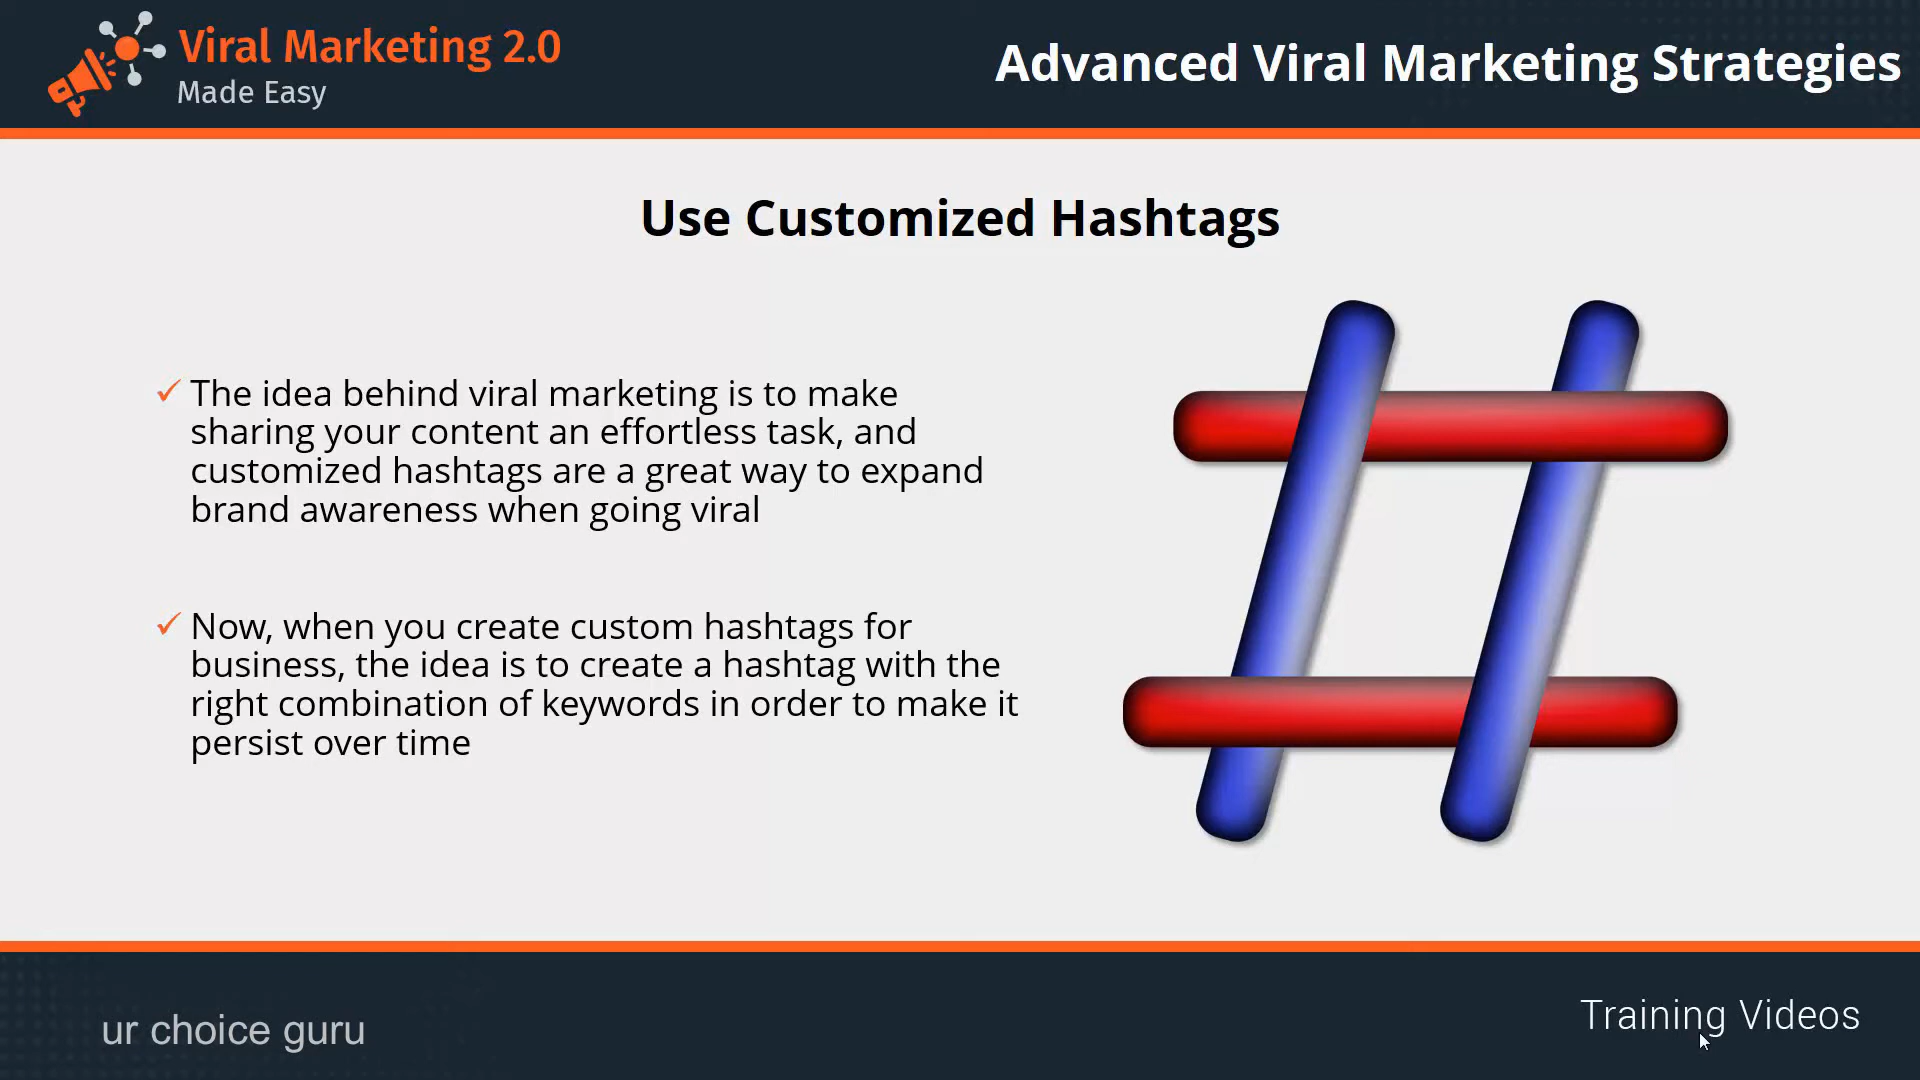 Viral Marketing 2.0
Made Easy
Advanced Viral Marketing Strategies
Use Customized Hashtags
The idea behind viral marketing is to make
sharing your content an effortless task, and
customized hashtags are a great way to expand
brand awareness when going viral
Now, when you create custom hashtags for
business, the idea is to create a hashtag with the
right combination of keywords in order to make it
persist over time
ur choice guru
Training Videos